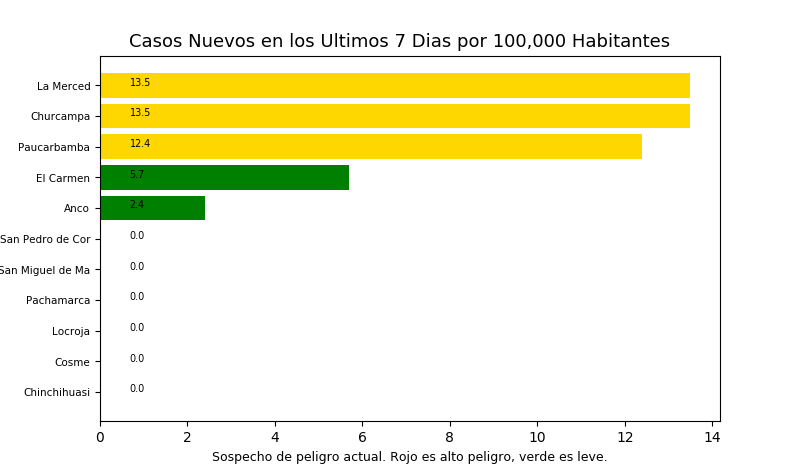 Casos Nuevos en los Ultimos 7 Dias por 100,000 Habitantes
La Merced 13.5
Churcampa 13.5
Paucarbamba 12.4
El Carmen 5.7
Anco 2.4
San Pedro de Cor 0.0
San Miguel de Ma 0.0
Pachamarca 0.0
Locroja 0.0
Cosme 0.0
Chinchihuasi 0.0
0 2 4 6 8 10 12 14
Sospecho de peligro actual. Rojo es alto peligro, verde es leve.